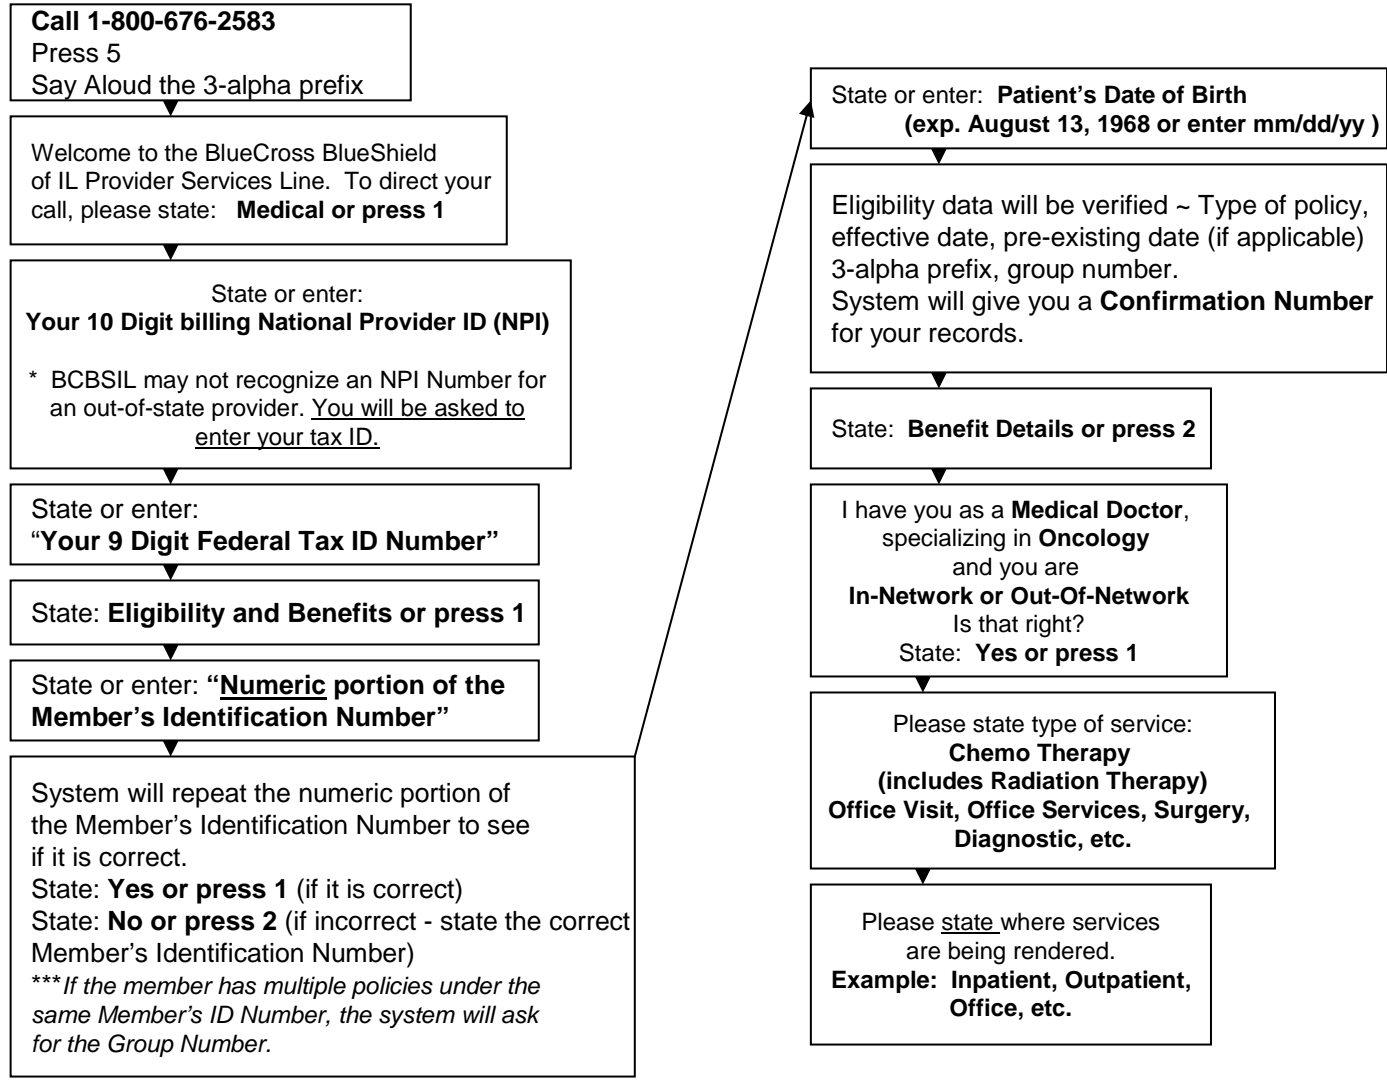 Call 1-800-676-2583
Press 5
Say Aloud the 3-alpha prefix
Welcome to the BlueCross BlueShield
of IL Provider Services Line.  To direct your
call, please state:   Medical or press 1
State or enter:
Your 10 Digit billing National Provider ID (NPI)
*  BCBSIL may not recognize an NPI Number for
an out-of-state provider. You will be asked to
enter your tax ID.
State or enter:
“Your 9 Digit Federal Tax ID Number”
State: Eligibility and Benefits or press 1
State or enter: “Numeric portion of the
Member’s Identification Number”
System will repeat the numeric portion of
the Member’s Identification Number to see
if it is correct.
State: Yes or press 1 (if it is correct)
State: No or press 2 (if incorrect - state the correct
Member’s Identification Number)
***If the member has multiple policies under the
same Member’s ID Number, the system will ask
for the Group Number.
State or enter:  Patient’s Date of Birth
(exp. August 13, 1968 or enter mm/dd/yy )
Eligibility data will be verified ~ Type of policy,
effective date, pre-existing date (if applicable)
3-alpha prefix, group number.
System will give you a Confirmation Number
for your records.
State:  Benefit Details or press 2
I have you as a Medical Doctor,
specializing in Oncology
and you are
In-Network or Out-Of-Network
Is that right?
State:  Yes or press 1
Please state type of service:
Chemo Therapy
(includes Radiation Therapy)
Office Visit, Office Services, Surgery,
Diagnostic, etc.
Please state where services
are being rendered.
Example:  Inpatient, Outpatient,
Office, etc.